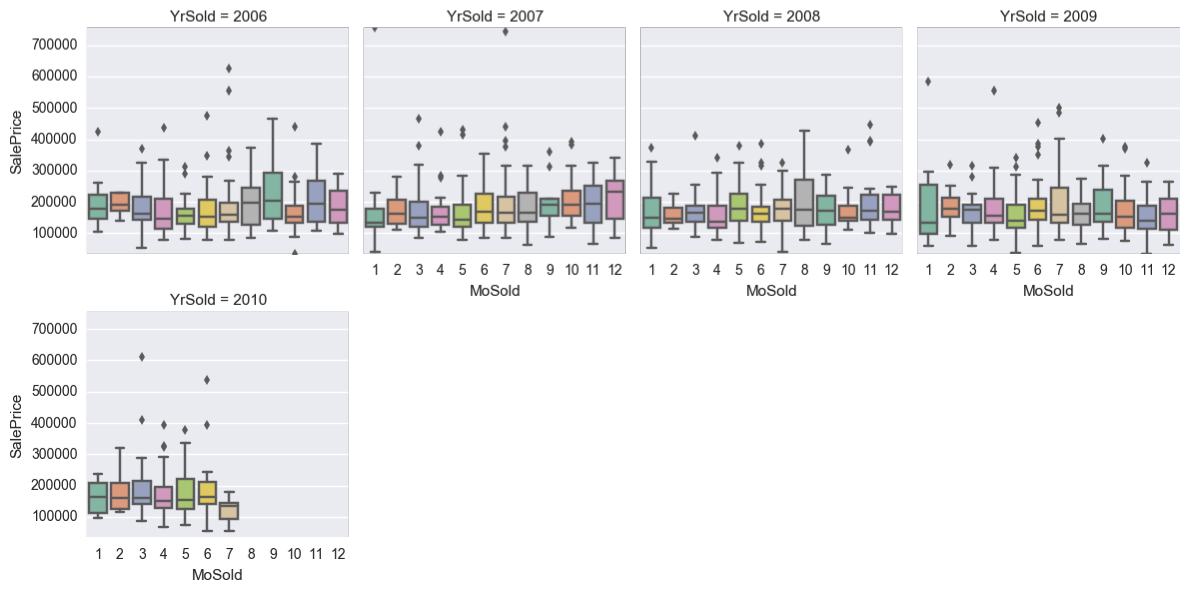 YrSold = 2006
YrSold = 2007
YrSold = 2008
YrSold = 2009
SalePrice
700000
600000
500000
400000
300000
200000
100000
1 2 3 4 5 6 7 8 9 10 11 12
MoSold
1 2 3 4 5 6 7 8 9 10 11 12
MoSold
1 2 3 4 5 6 7 8 9 10 11 12
MoSold
YrSold = 2010
SalePrice
700000
600000
500000
400000
300000
200000
100000
1 2 3 4 5 6 7 8 9 10 11 12
MoSold